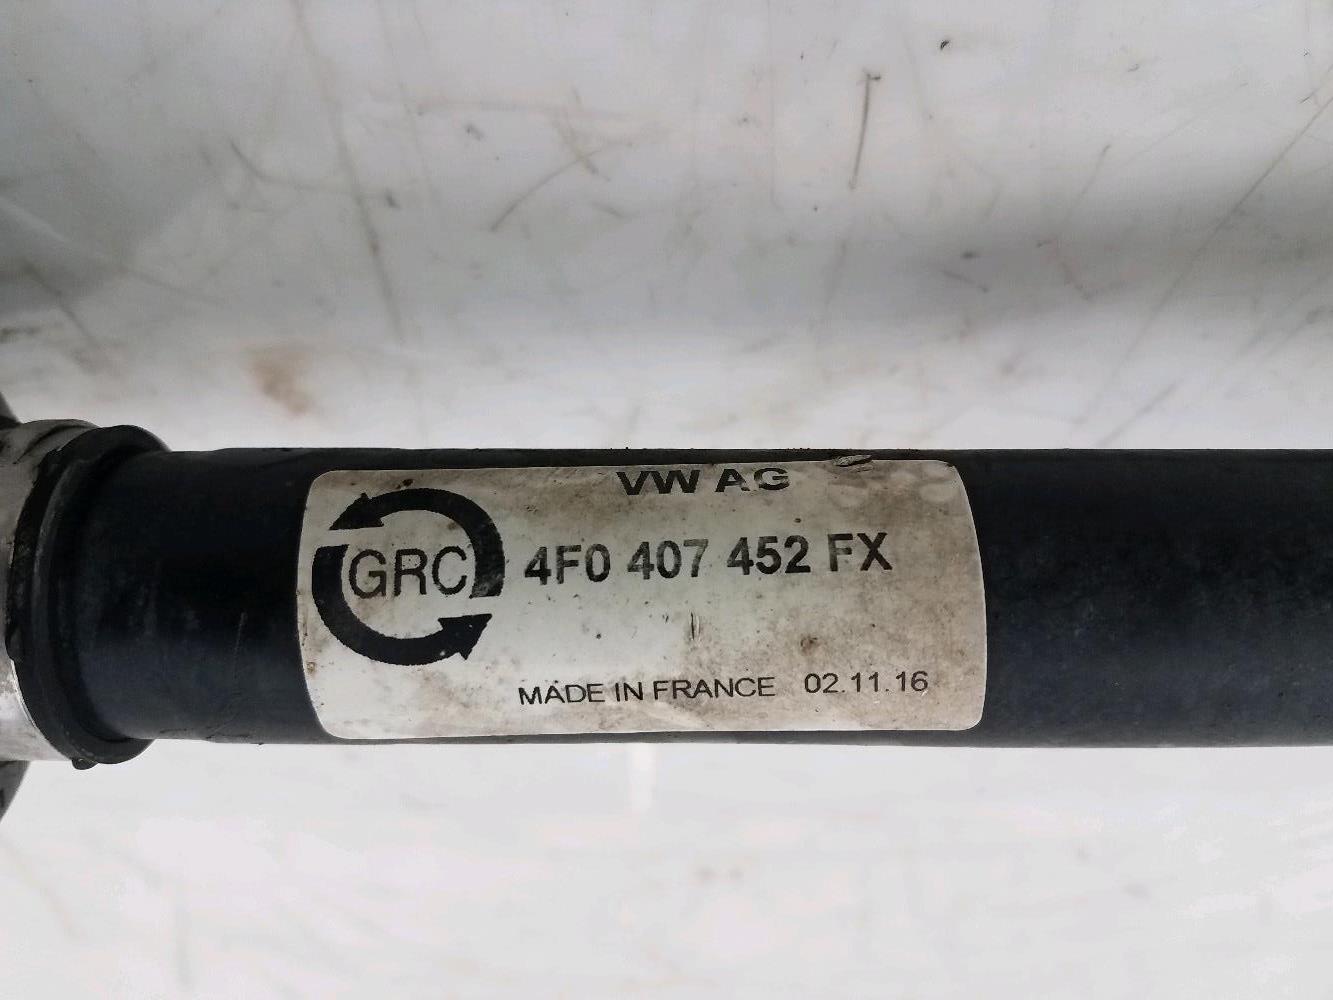 VW AG
GRC 4F0 407 452 FX
MADE IN FRANCE 02.11.16